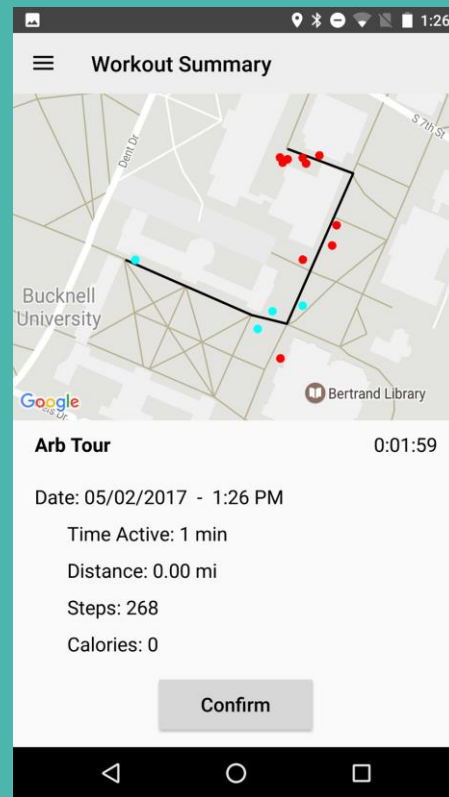 1:26
Workout Summary
S 7th St
Dent Dr
Bucknell
University
Bertrand Library
Google
Arb Tour
0:01:59
Date: 05/02/2017 - 1:26 PM
Time Active: 1 min
Distance: 0.00 mi
Steps: 268
Calories: 0
Confirm